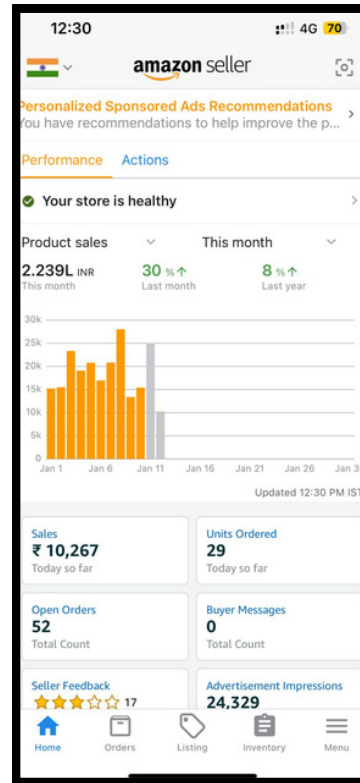 12:30
4G 70
amazon seller
Personalized Sponsored Ads Recommendations
You have recommendations to help improve the p...
Performance Actions
Your store is healthy
Product sales This month
2.239L INR 30 %↑ 8 %↑
This month Last month Last year
30k
25k
20k
15k
10k
5k
0
Jan 1 Jan 6 Jan 11 Jan 16 Jan 21 Jan 26 Jan 3
Updated 12:30 PM IST
Sales
₹ 10,267
Today so far
Units Ordered
29
Today so far
Open Orders
52
Total Count
Buyer Messages
0
Total Count
Seller Feedback
17
Advertisement Impressions
24,329
Home Orders Listing Inventory Menu